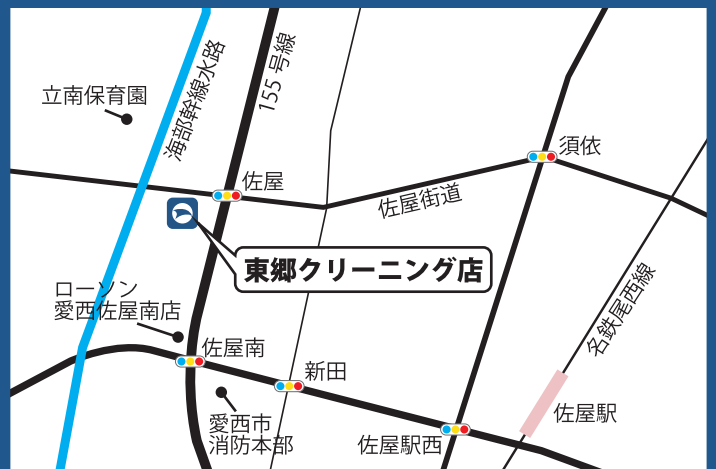 海部幹線水路
155号線
立南保育園
須依
佐屋
佐屋街道
東郷クリーニング店
ローソン
愛西佐屋南店
名鉄尾西線
佐屋南
新田
佐屋駅
愛西市
消防本部
佐屋駅西